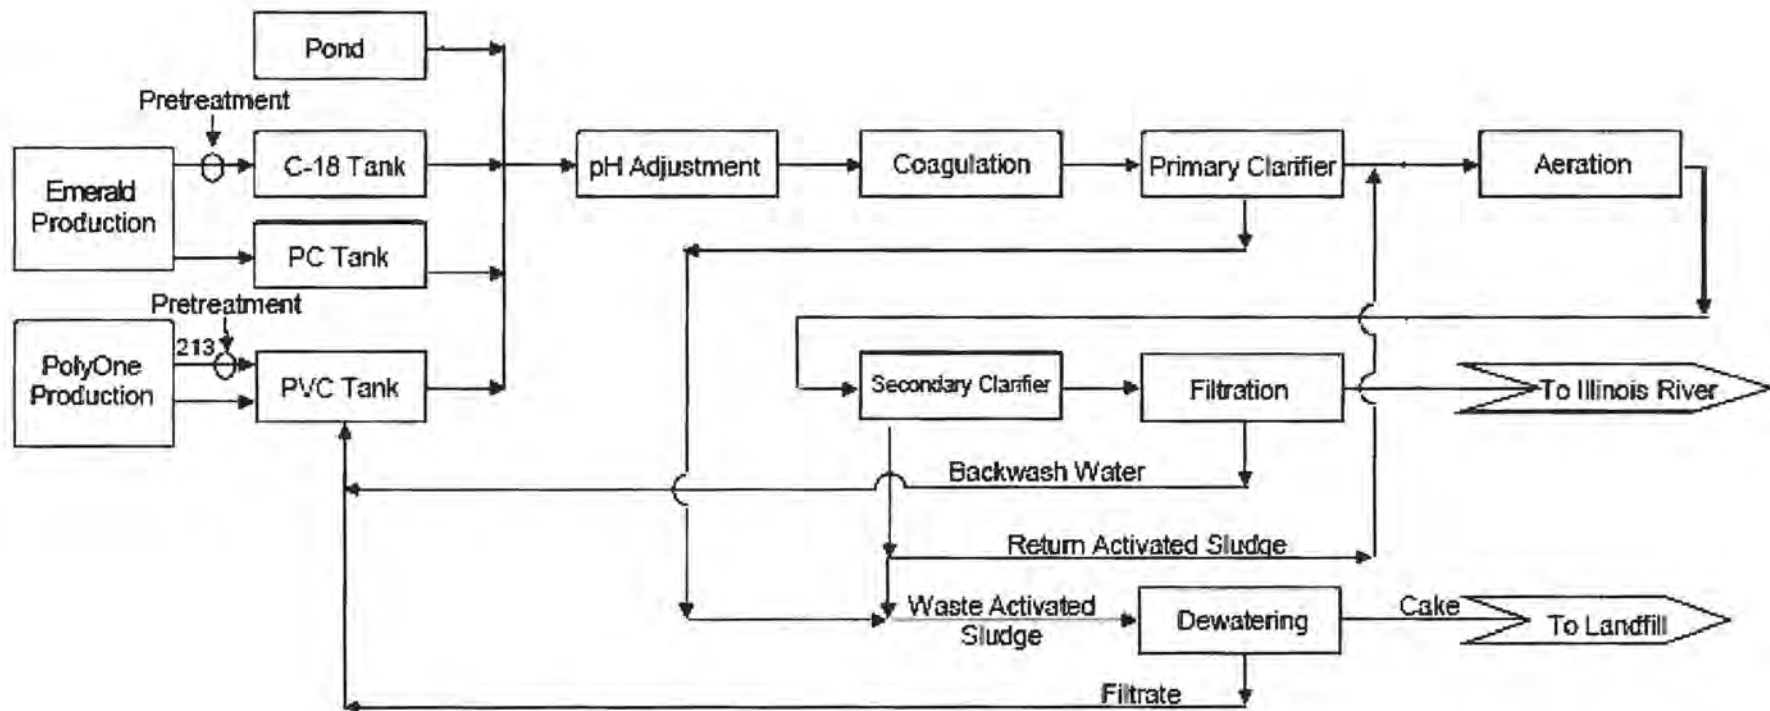 Pond
Pretreatment
Emerald
Production
C-18 Tank
pH Adjustment
Coagulation
Primary Clarifier
Aeration
PC Tank
Pretreatment
PolyOne
Production
213
PVC Tank
Secondary Clarifier
Filtration
To Illinois River
Backwash Water
Return Activated Sludge
Waste Activated
Sludge
Dewatering
Cake
To Landfill
Filtrate